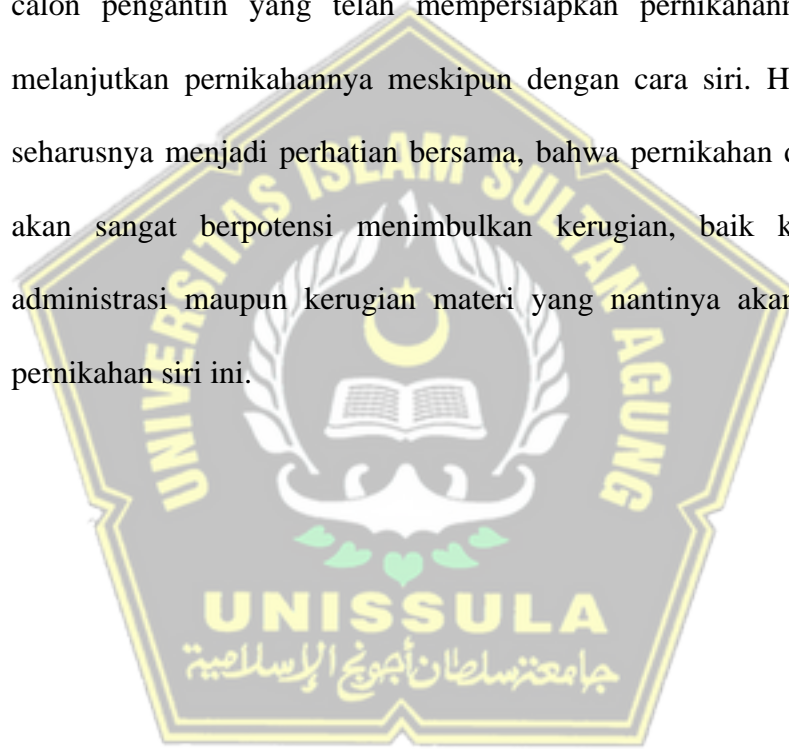 calon pengantin yang telah mempersiapkan
melanjutkan pernikahannya meskipun dengan cara siri.
seharusnya menjadi perhatian bersama, bahwa pernikahan
akan sangat berpotensi menimbulkan kerugian, baik
administrasi maupun kerugian materi yang nantinya
pernikahan siri ini.
UNIVERSITAS ISLAM SULTAN AGUNG
UNISSULA
جامعة سلطان أجونج الإسلامية